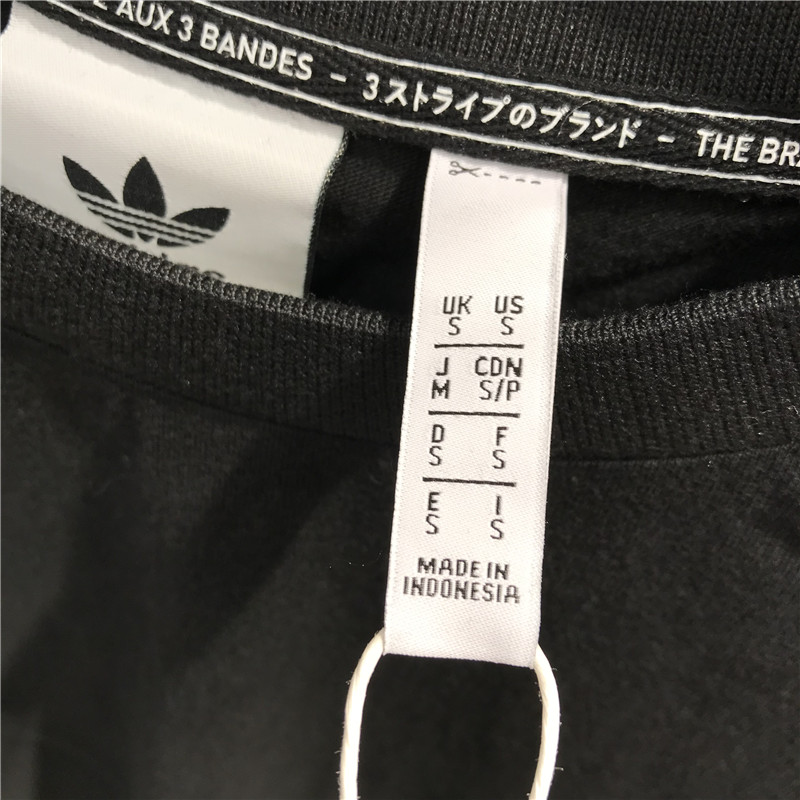 AUX 3 BANDES - 3ストライプのブランド - THE
UK US
S S
J CDN
M S/P
D F
S S
E I
S S
MADE IN
INDONESIA